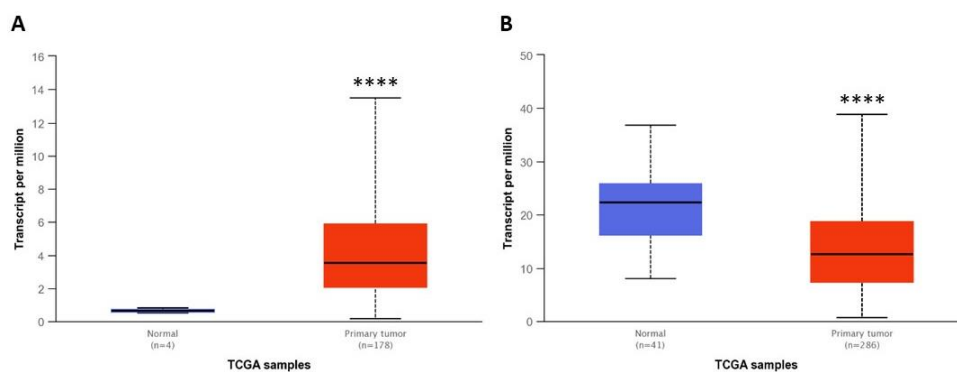 A
Transcript per million
16
14
12
10
8
6
4
2
0
****
Normal
(n=4)
Primary tumor
(n=178)
TCGA samples
B
Transcript per million
50
40
30
20
10
0
****
Normal
(n=41)
Primary tumor
(n=286)
TCGA samples